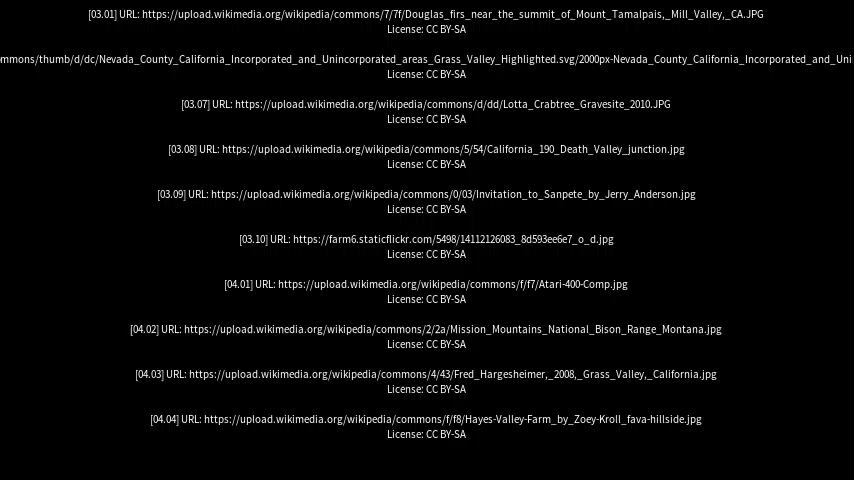 [03.01] URL: https://upload.wikimedia.org/wikipedia/commons/7/7f/Douglas_firs_near_the_summit_of_Mount_Tamalpais,_Mill_Valley,_CA.JPG
License: CC BY-SA
mmons/thumb/d/dc/Nevada_County_California_Incorporated_and_Unincorporated_areas_Grass_Valley_Highlighted.svg/2000px-Nevada_County_California_Incorporated_and_Uni
License: CC BY-SA
[03.07] URL: https://upload.wikimedia.org/wikipedia/commons/d/dd/Lotta_Crabtree_Gravesite_2010.JPG
License: CC BY-SA
[03.08] URL: https://upload.wikimedia.org/wikipedia/commons/5/54/California_190_Death_Valley_junction.jpg
License: CC BY-SA
[03.09] URL: https://upload.wikimedia.org/wikipedia/commons/0/03/Invitation_to_Sanpete_by_Jerry_Anderson.jpg
License: CC BY-SA
[03.10] URL: https://farm6.staticflickr.com/5498/14112126083_8d593ee6e7_o_d.jpg
License: CC BY-SA
[04.01] URL: https://upload.wikimedia.org/wikipedia/commons/f/f7/Atari-400-Comp.jpg
License: CC BY-SA
[04.02] URL: https://upload.wikimedia.org/wikipedia/commons/2/2a/Mission_Mountains_National_Bison_Range_Montana.jpg
License: CC BY-SA
[04.03] URL: https://upload.wikimedia.org/wikipedia/commons/4/43/Fred_Hargesheimer,_2008,_Grass_Valley,_California.jpg
License: CC BY-SA
[04.04] URL: https://upload.wikimedia.org/wikipedia/commons/f/f8/Hayes-Valley-Farm_by_Zoey-Kroll_fava-hillside.jpg
License: CC BY-SA